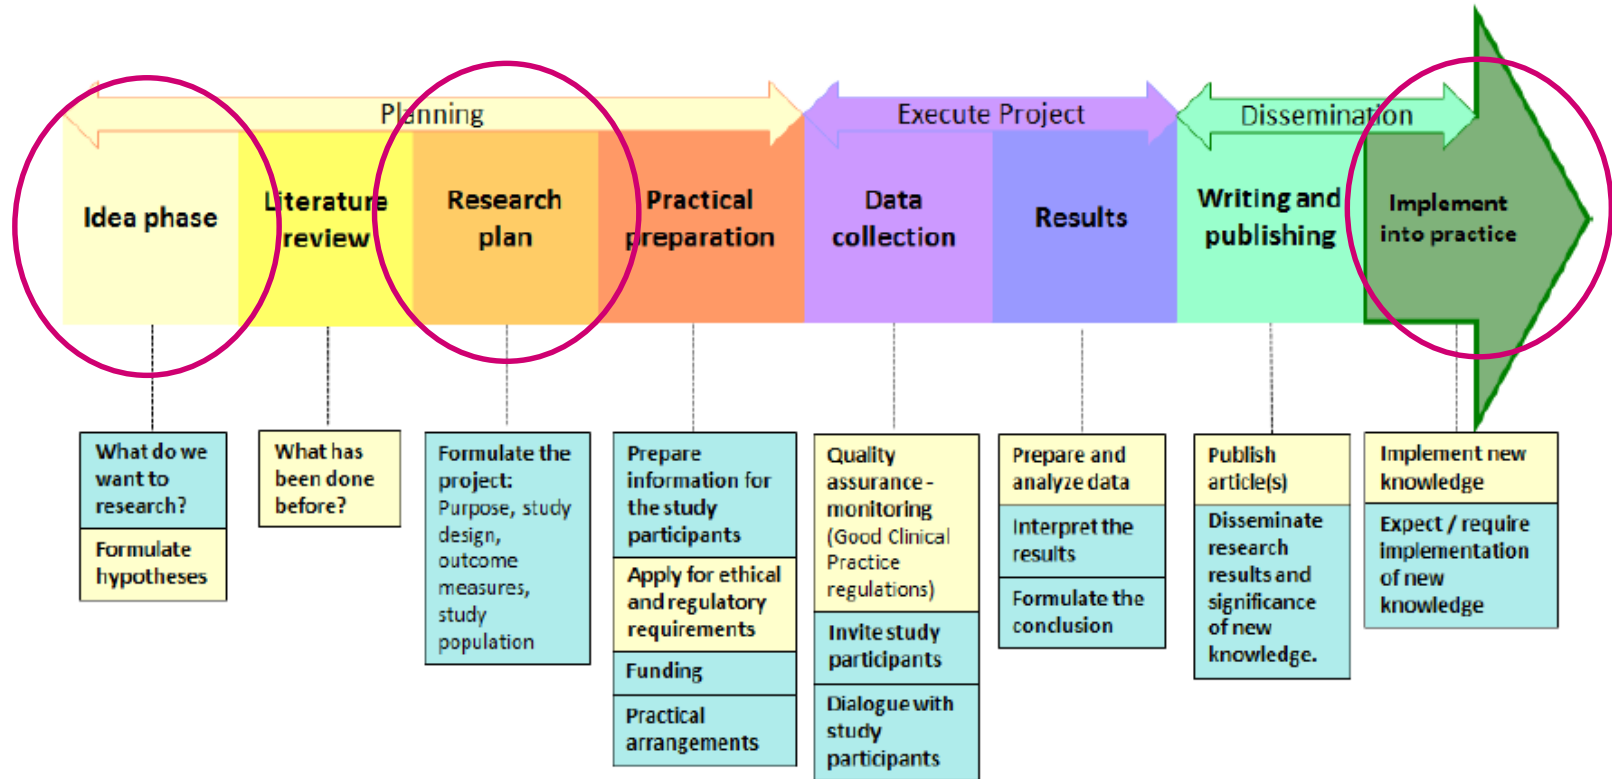 Planning
Execute Project
Dissemination
Idea phase
Literature
review
Research
plan
Practical
preparation
Data
collection
Results
Writing and
publishing
Implement
into practice
What do we
want to
research?
Formulate
hypotheses
What has
been done
before?
Formulate the
project:
Purpose, study
design,
outcome
measures,
study
population
Prepare
information for
the study
participants
Apply for ethical
and regulatory
requirements
Funding
Practical
arrangements
Quality
assurance -
monitoring
(Good Clinical
Practice
regulations)
Invite study
participants
Dialogue with
study
participants
Prepare and
analyze data
Interpret the
results
Formulate the
conclusion
Publish
article(s)
Disseminate
research
results and
significance
of new
knowledge.
Implement new
knowledge
Expect / require
implementation
of new
knowledge